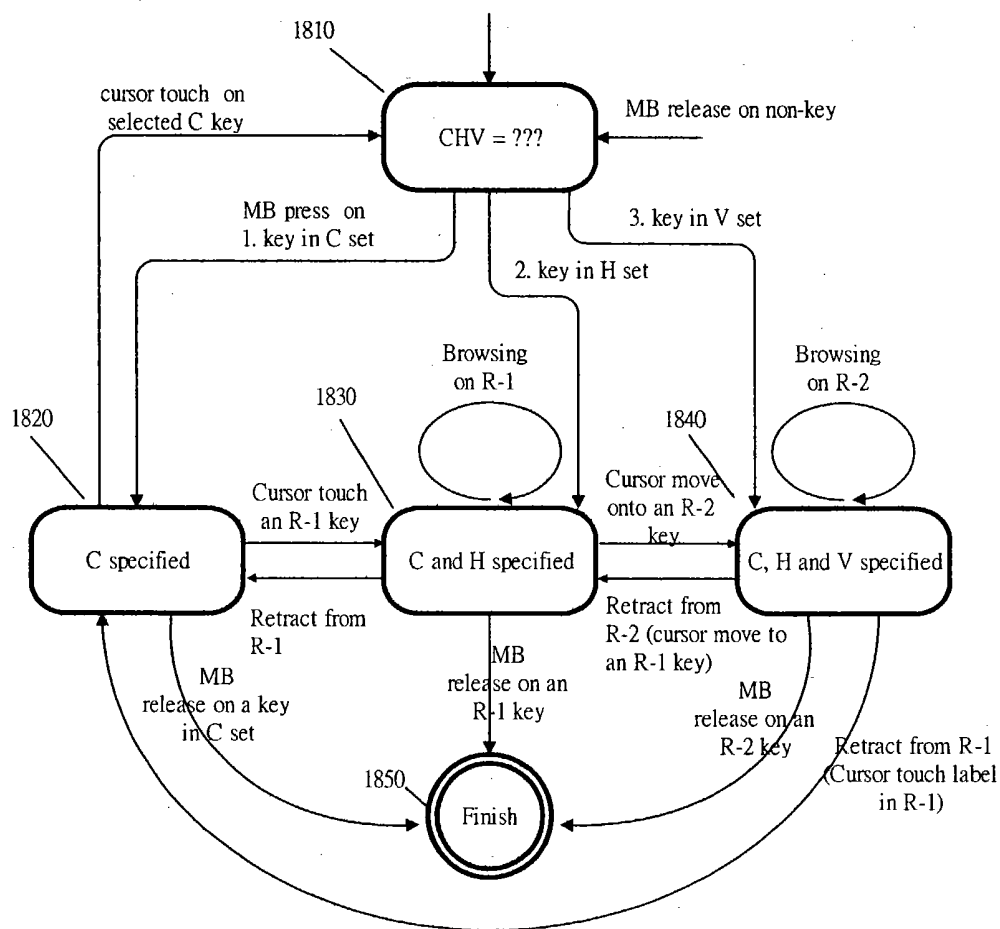 1810
cursor touch on
selected C key
CHV = ???
MB release on non-key
MB press on
1. key in C set
2. key in H set
3. key in V set
Browsing
on R-1
Browsing
on R-2
1820
1830
1840
Cursor touch
an R-1 key
Cursor move
onto an R-2
key
C specified
C and H specified
C, H and V specified
Retract from
R-1
Retract from
R-2 (cursor move to
an R-1 key)
MB
release on a key
in C set
MB
release on an
R-1 key
MB
release on an
R-2 key
Retract from R-1
(Cursor touch label
in R-1)
1850
Finish